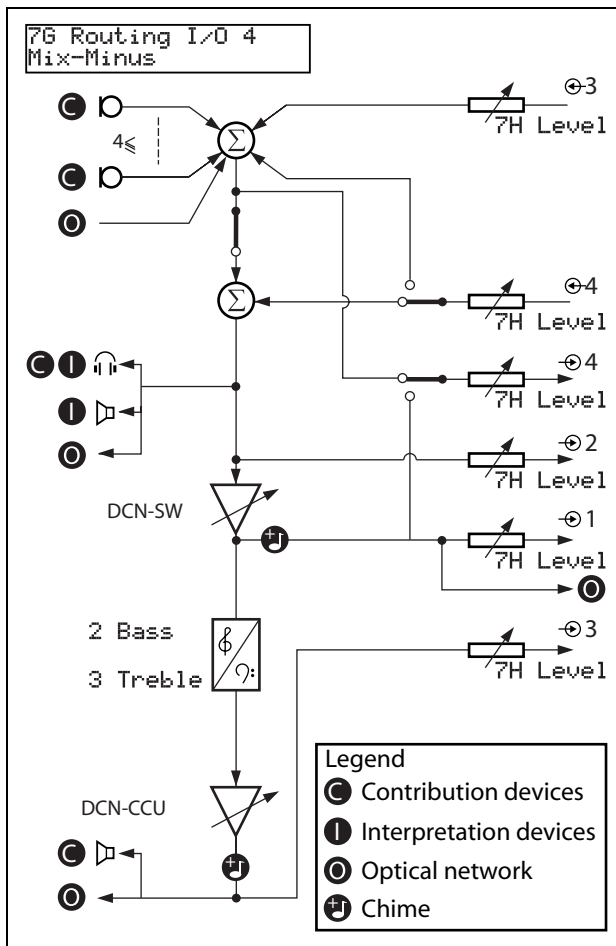 7G Routing I/O 4
Mix-Minus
C
3
4≤
7H Level
C
O
Σ
Σ
4
7H Level
C I
4
I
7H Level
O
2
DCN-SW
7H Level
1
7H Level
O
2 Bass
3
3 Treble
7H Level
DCN-CCU
C
O
Legend
C Contribution devices
I Interpretation devices
O Optical network
Chime